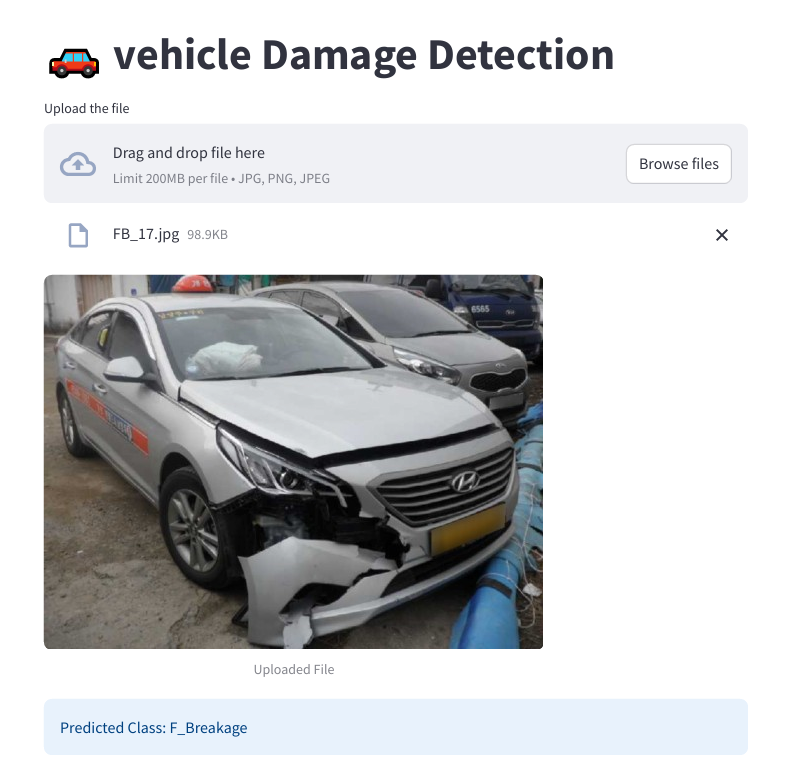 vehicle Damage Detection
Upload the file
Drag and drop file here
Limit 200MB per file • JPG, PNG, JPEG
Browse files
FB_17.jpg 98.9KB
6565
Uploaded File
Predicted Class: F_Breakage